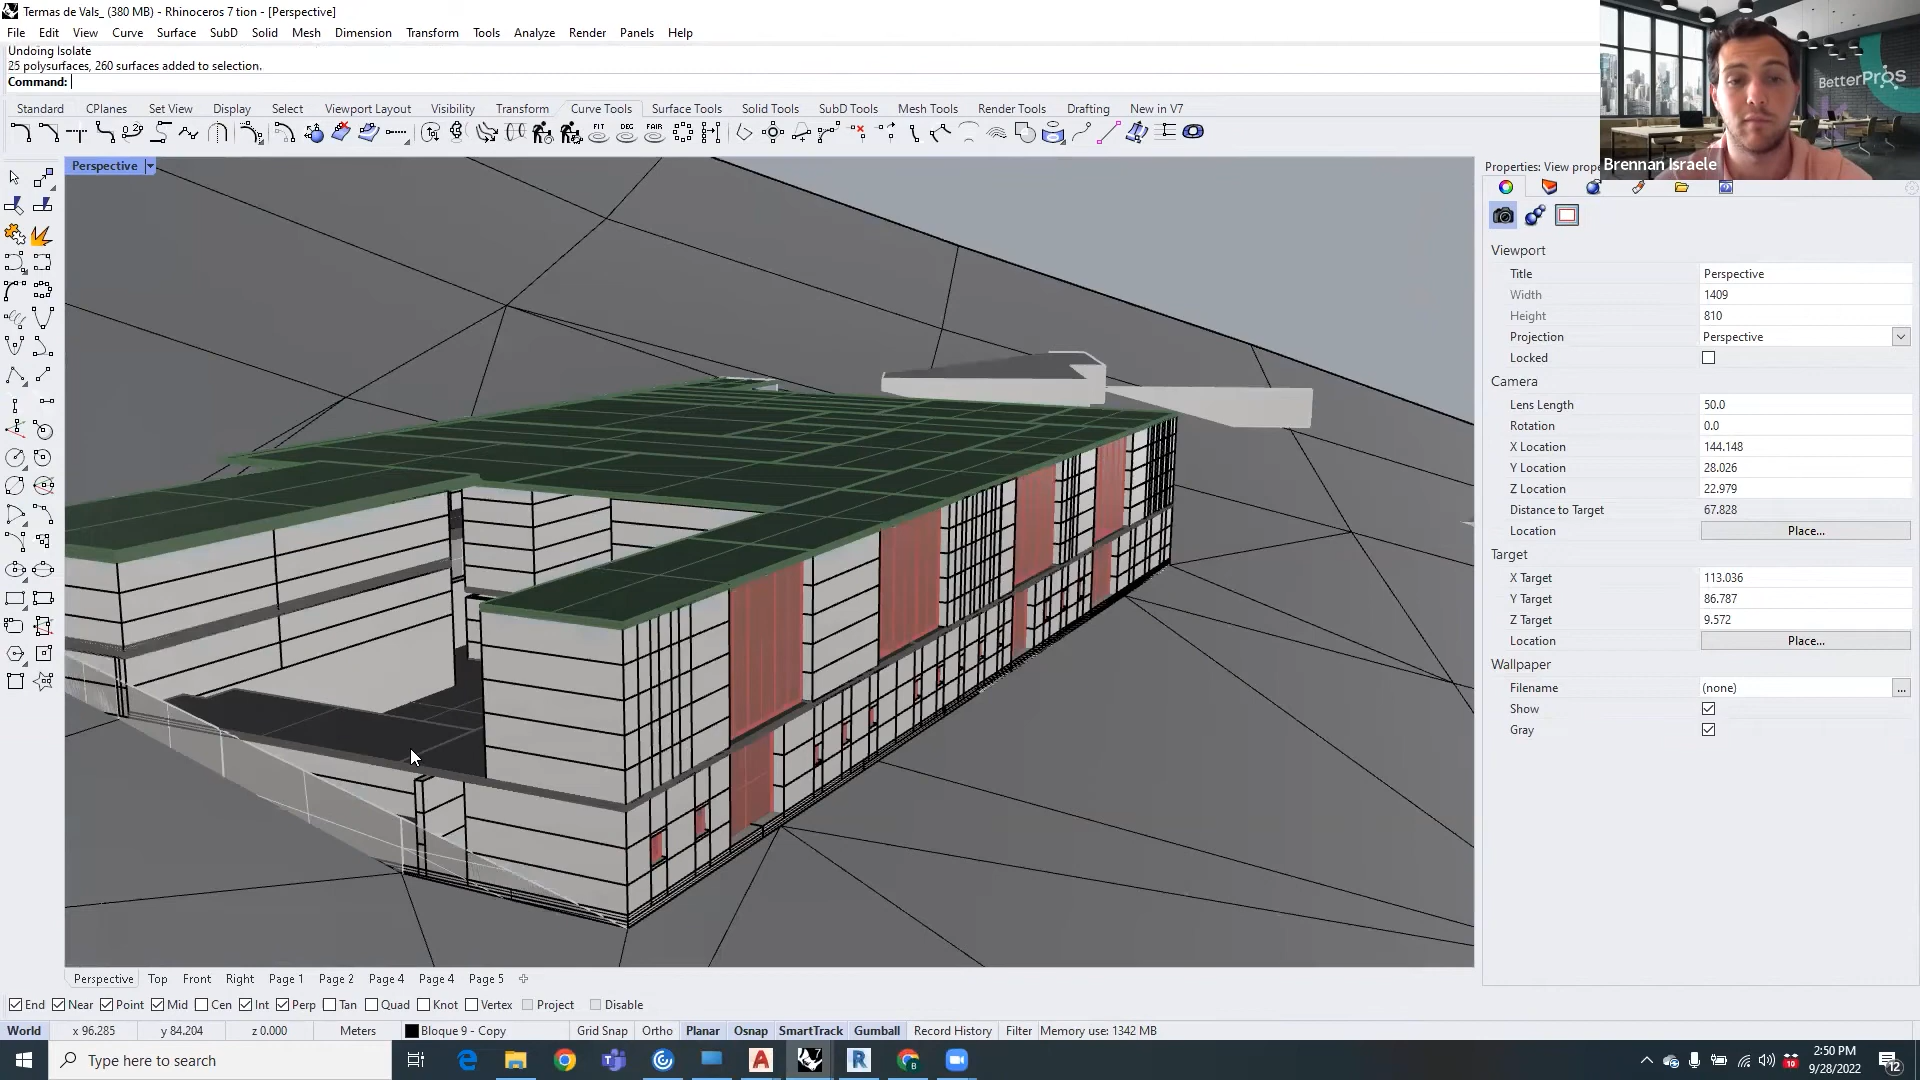 Termas de Vals_ (380 MB) - Rhinoceros 7 tion - [Perspective]
File Edit View Curve Surface SubD Solid Mesh Dimension Transform Tools Analyze Render Panels Help
Undoing Isolate
25 polysurfaces, 260 surfaces added to selection.
Command:
Standard CPlanes Set View Display Select Viewport Layout Visibility Transform Curve Tools Surface Tools Solid Tools SubD Tools Mesh Tools Render Tools Drafting New in V7
FIT DEG FAIR
BetterPros
Brennan Israele
Perspective
Properties: View prope
Viewport
Title Perspective
Width 1409
Height 810
Projection Perspective
Locked
Camera
Lens Length 50.0
Rotation 0.0
X Location 144.148
Y Location 28.026
Z Location 22.979
Distance to Target 67.828
Location Place...
Target
X Target 113.036
Y Target 86.787
Z Target 9.572
Location Place...
Wallpaper
Filename (none) ...
Show
Gray
Perspective Top Front Right Page 1 Page 2 Page 4 Page 4 Page 5
End Near Point Mid Cen Int Perp Tan Quad Knot Vertex Project Disable
World x 96.285 y 84.204 z 0.000 Meters Bloque 9 - Copy Grid Snap Ortho Planar Osnap SmartTrack Gumball Record History Filter Memory use: 1342 MB
Type here to search
2:50 PM
9/28/2022
10
12